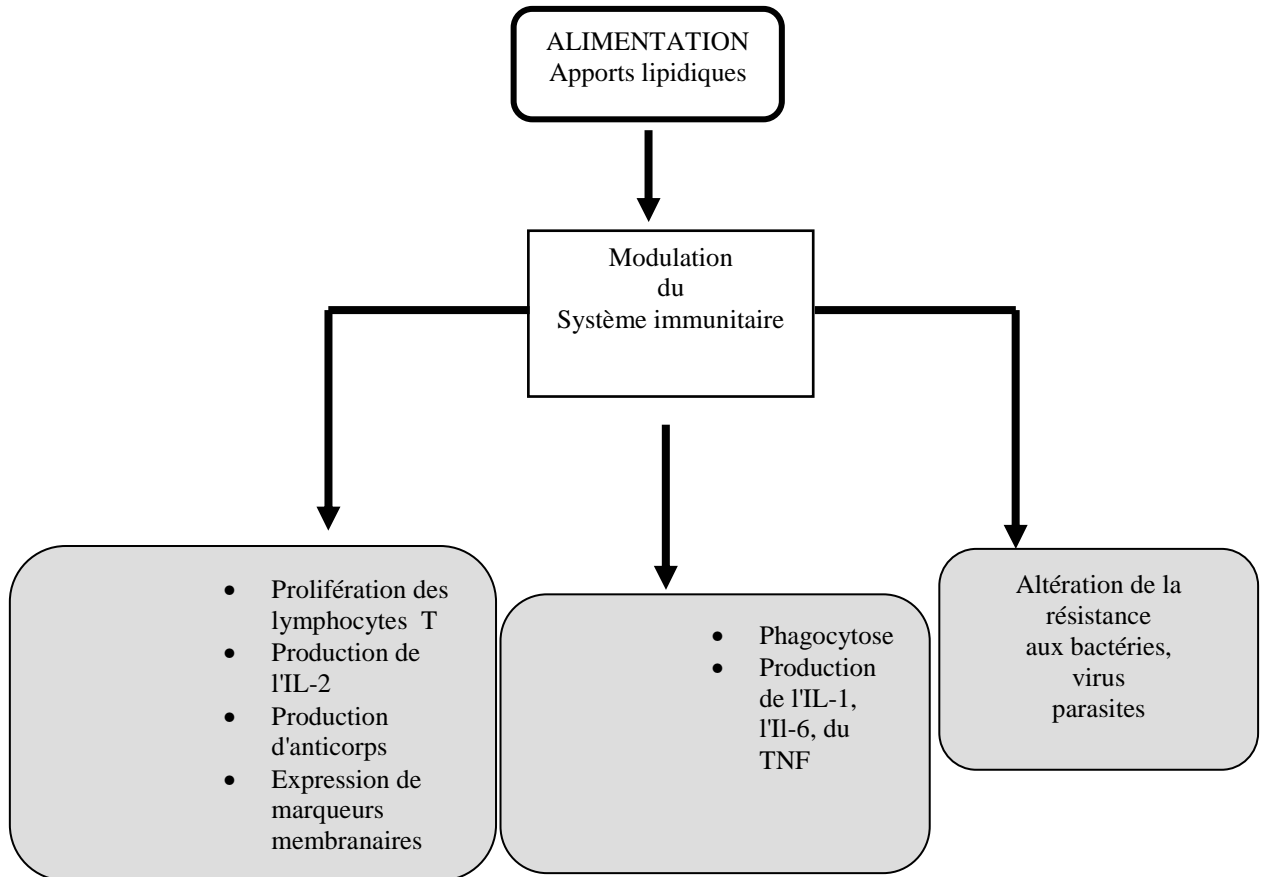 ALIMENTATION
Apports lipidiques
Modulation
du
Système immunitaire
• Prolifération des
lymphocytes T
• Production de
l'IL-2
• Production
d'anticorps
• Expression de
marqueurs
membranaires
• Phagocytose
• Production
de l'IL-1,
l'Il-6, du
TNF
Altération de la
résistance
aux bactéries,
virus
parasites